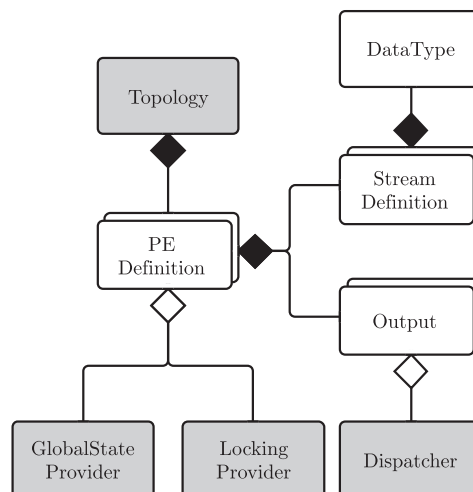 DataType
Topology
Stream
Definition
PE
Definition
Output
GlobalState
Provider
Locking
Provider
Dispatcher